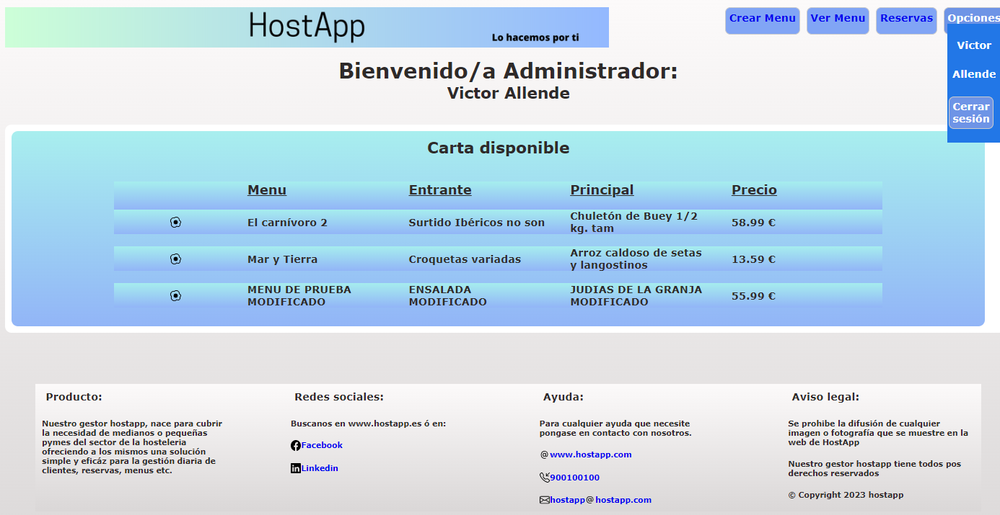 HostApp
Lo hacemos por ti
Crear Menu
Ver Menu
Reservas
Opciones
Victor
Allende
Cerrar
sesión
Bienvenido/a Administrador:
Victor Allende
Carta disponible
Menu Entrante Principal Precio
El carnívoro 2 Surtido Ibéricos no son Chuletón de Buey 1/2 58.99 €
kg. tam
Mar y Tierra Croquetas variadas Arroz caldoso de setas 13.59 €
y langostinos
MENU DE PRUEBA ENSALADA JUDIAS DE LA GRANJA 55.99 €
MODIFICADO MODIFICADO MODIFICADO
Producto:
Nuestro gestor hostapp, nace para cubrir
la necesidad de medianos o pequeñas
pymes del sector de la hosteleria
ofreciendo a los mismos una solución
simple y eficáz para la gestión diaria de
clientes, reservas, menus etc.
Redes sociales:
Buscanos en www.hostapp.es ó en:
Facebook
Linkedin
Ayuda:
Para cualquier ayuda que necesite
pongase en contacto con nosotros.
@www.hostapp.com
900100100
hostapp@hostapp.com
Aviso legal:
Se prohibe la difusión de cualquier
imagen o fotografía que se muestre en la
web de HostApp
Nuestro gestor hostapp tiene todos pos
derechos reservados
© Copyright 2023 hostapp